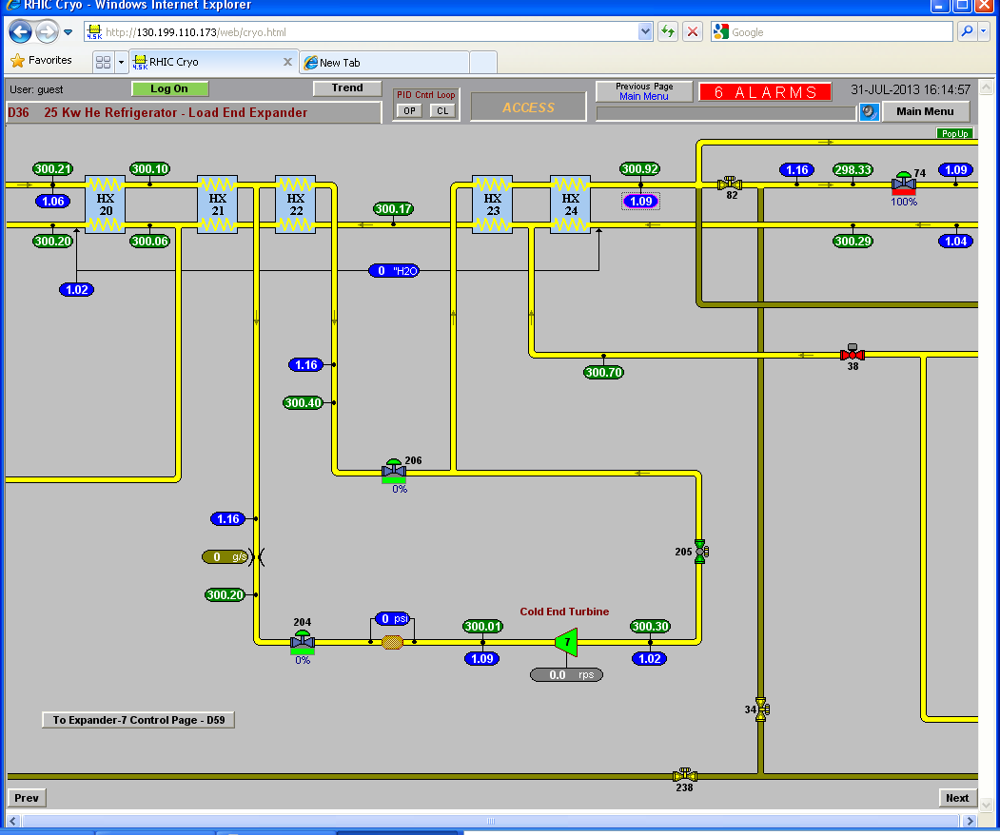 RHIC Cryo - Windows Internet Explorer
http://130.199.110.173/web/cryo.html
Google
Favorites
4.5K RHIC Cryo
New Tab
User: guest
Log On
Trend
PID Cntrl Loop
OP CL
ACCESS
Previous Page
Main Menu
6 ALARMS
31-JUL-2013 16:14:57
D36 25 Kw He Refrigerator - Load End Expander
Main Menu
PopUp
300.21 300.10 300.92 1.16 298.33 74 1.09
1.06 HX 20 HX 21 HX 22 HX 23 HX 24 1.09 82 100%
300.17
300.20 300.06 300.29 1.04
0 "H2O
1.02
1.16
38
300.70
300.40
206
0%
1.16
0 g/s
205
300.20
Cold End Turbine
204
0 psi
300.01 300.30
7
0%
1.09 1.02
0.0 rps
34
To Expander-7 Control Page - D59
238
Prev Next